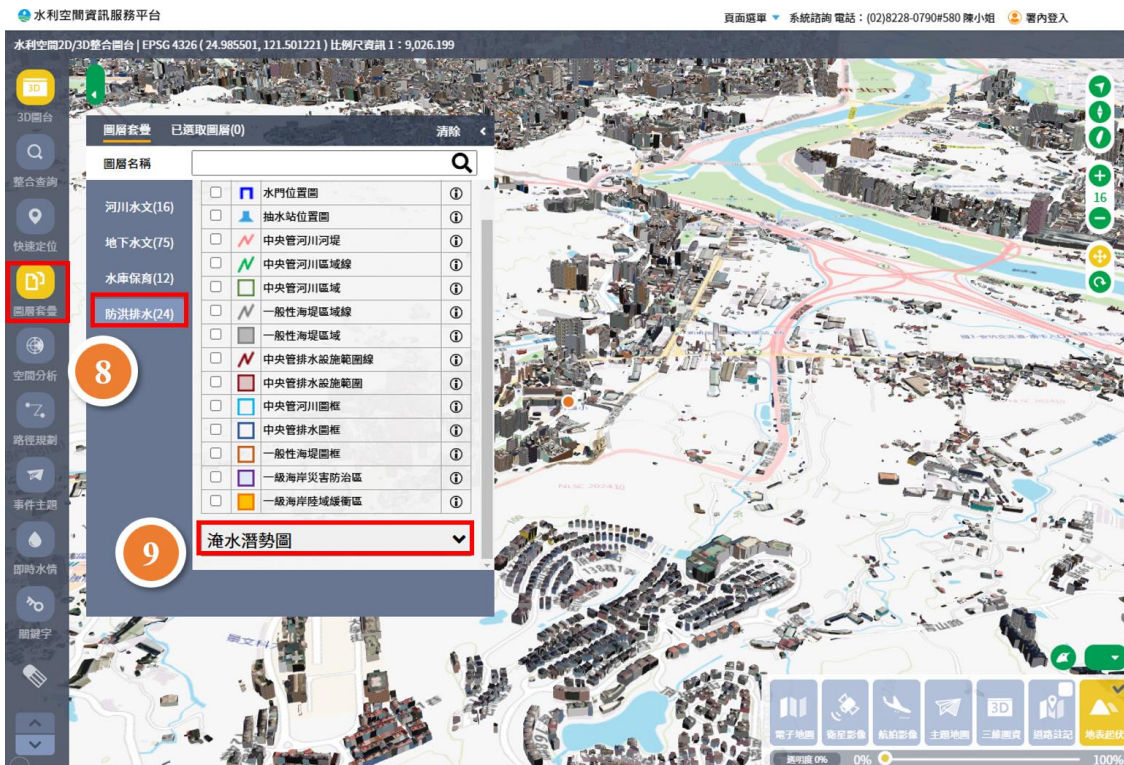 水利空間資訊服務平台
頁面選單 ▼ 系統諮詢 電話：(02)8228-0790#580 陳小姐 署內登入
水利空間2D/3D整合圖台 | EPSG 4326 ( 24.985501, 121.501221 ) 比例尺資訊 1：9,026.199
3D
3D圖台
整合查詢
快速定位
圖層套疊
空間分析
路徑規劃
事件主題
即時水情
關鍵字
圖層套疊 已選取圖層(0) 清除
圖層名稱
河川水文(16)
地下水文(75)
水庫保育(12)
防洪排水(24)
8
水門位置圖
抽水站位置圖
中央管河川河堤
中央管河川區域線
中央管河川區域
一般性海堤區域線
一般性海堤區域
中央管排水設施範圍線
中央管排水設施範圍
中央管河川圖框
中央管排水圖框
一般性海堤圖框
一級海岸災害防治區
一級海岸陸域緩衝區
9
淹水潛勢圖
16
NLSC 202410
電子地圖
衛星影像
航拍影像
主題地圖
3D
三維圖資
道路註記
地表起伏
透明度 0% 0% 100%